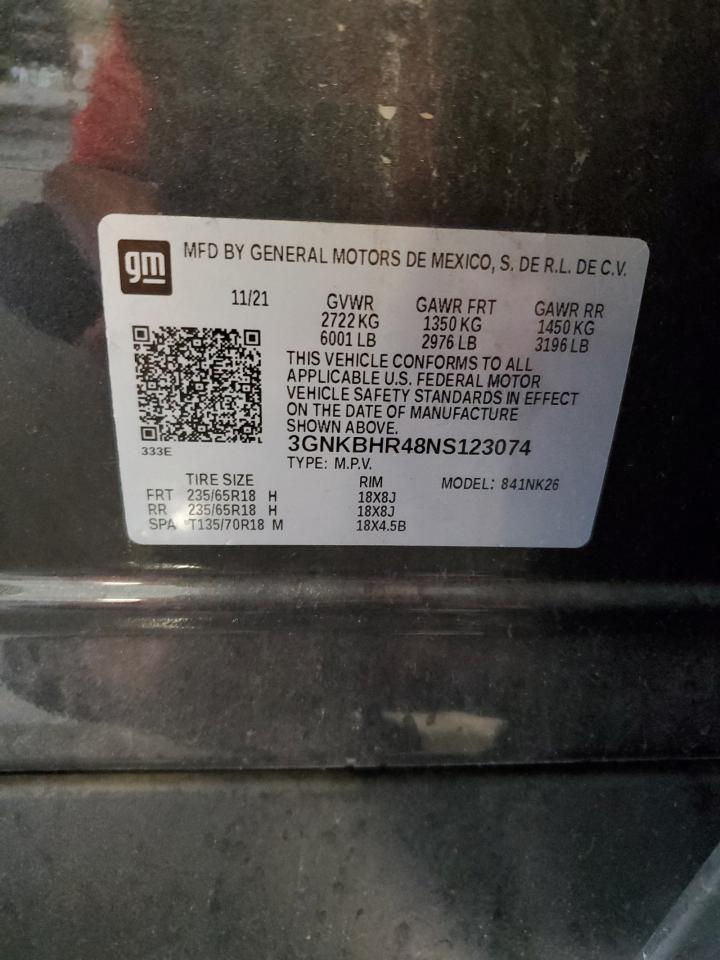 gm MFD BY GENERAL MOTORS DE MEXICO, S. DE R.L. DE C.V.
11/21 GVWR GAWR FRT GAWR RR
2722 KG 1350 KG 1450 KG
6001 LB 2976 LB 3196 LB
THIS VEHICLE CONFORMS TO ALL
APPLICABLE U.S. FEDERAL MOTOR
VEHICLE SAFETY STANDARDS IN EFFECT
ON THE DATE OF MANUFACTURE
SHOWN ABOVE.
333E 3GNKBHR48NS123074
TYPE: M.P.V.
TIRE SIZE RIM MODEL: 841NK26
FRT 235/65R18 H 18X8J
RR 235/65R18 H 18X8J
SPA *T135/70R18 M 18X4.5B